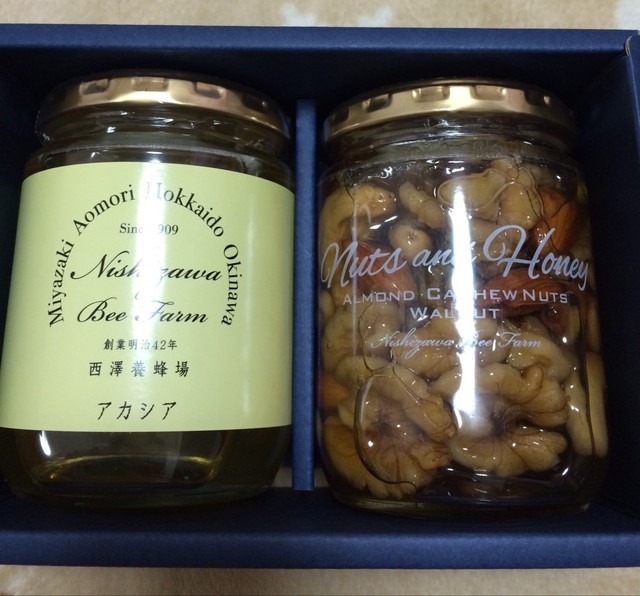 Miyazaki Aomori Hokkaido Okinawa
Since 1909
Nishizawa
Bee Farm
創業明治42年
西澤養蜂場
アカシア
Nuts and Honey
ALMOND CASHEW NUTS
WALNUT
Nishizawa Bee Farm